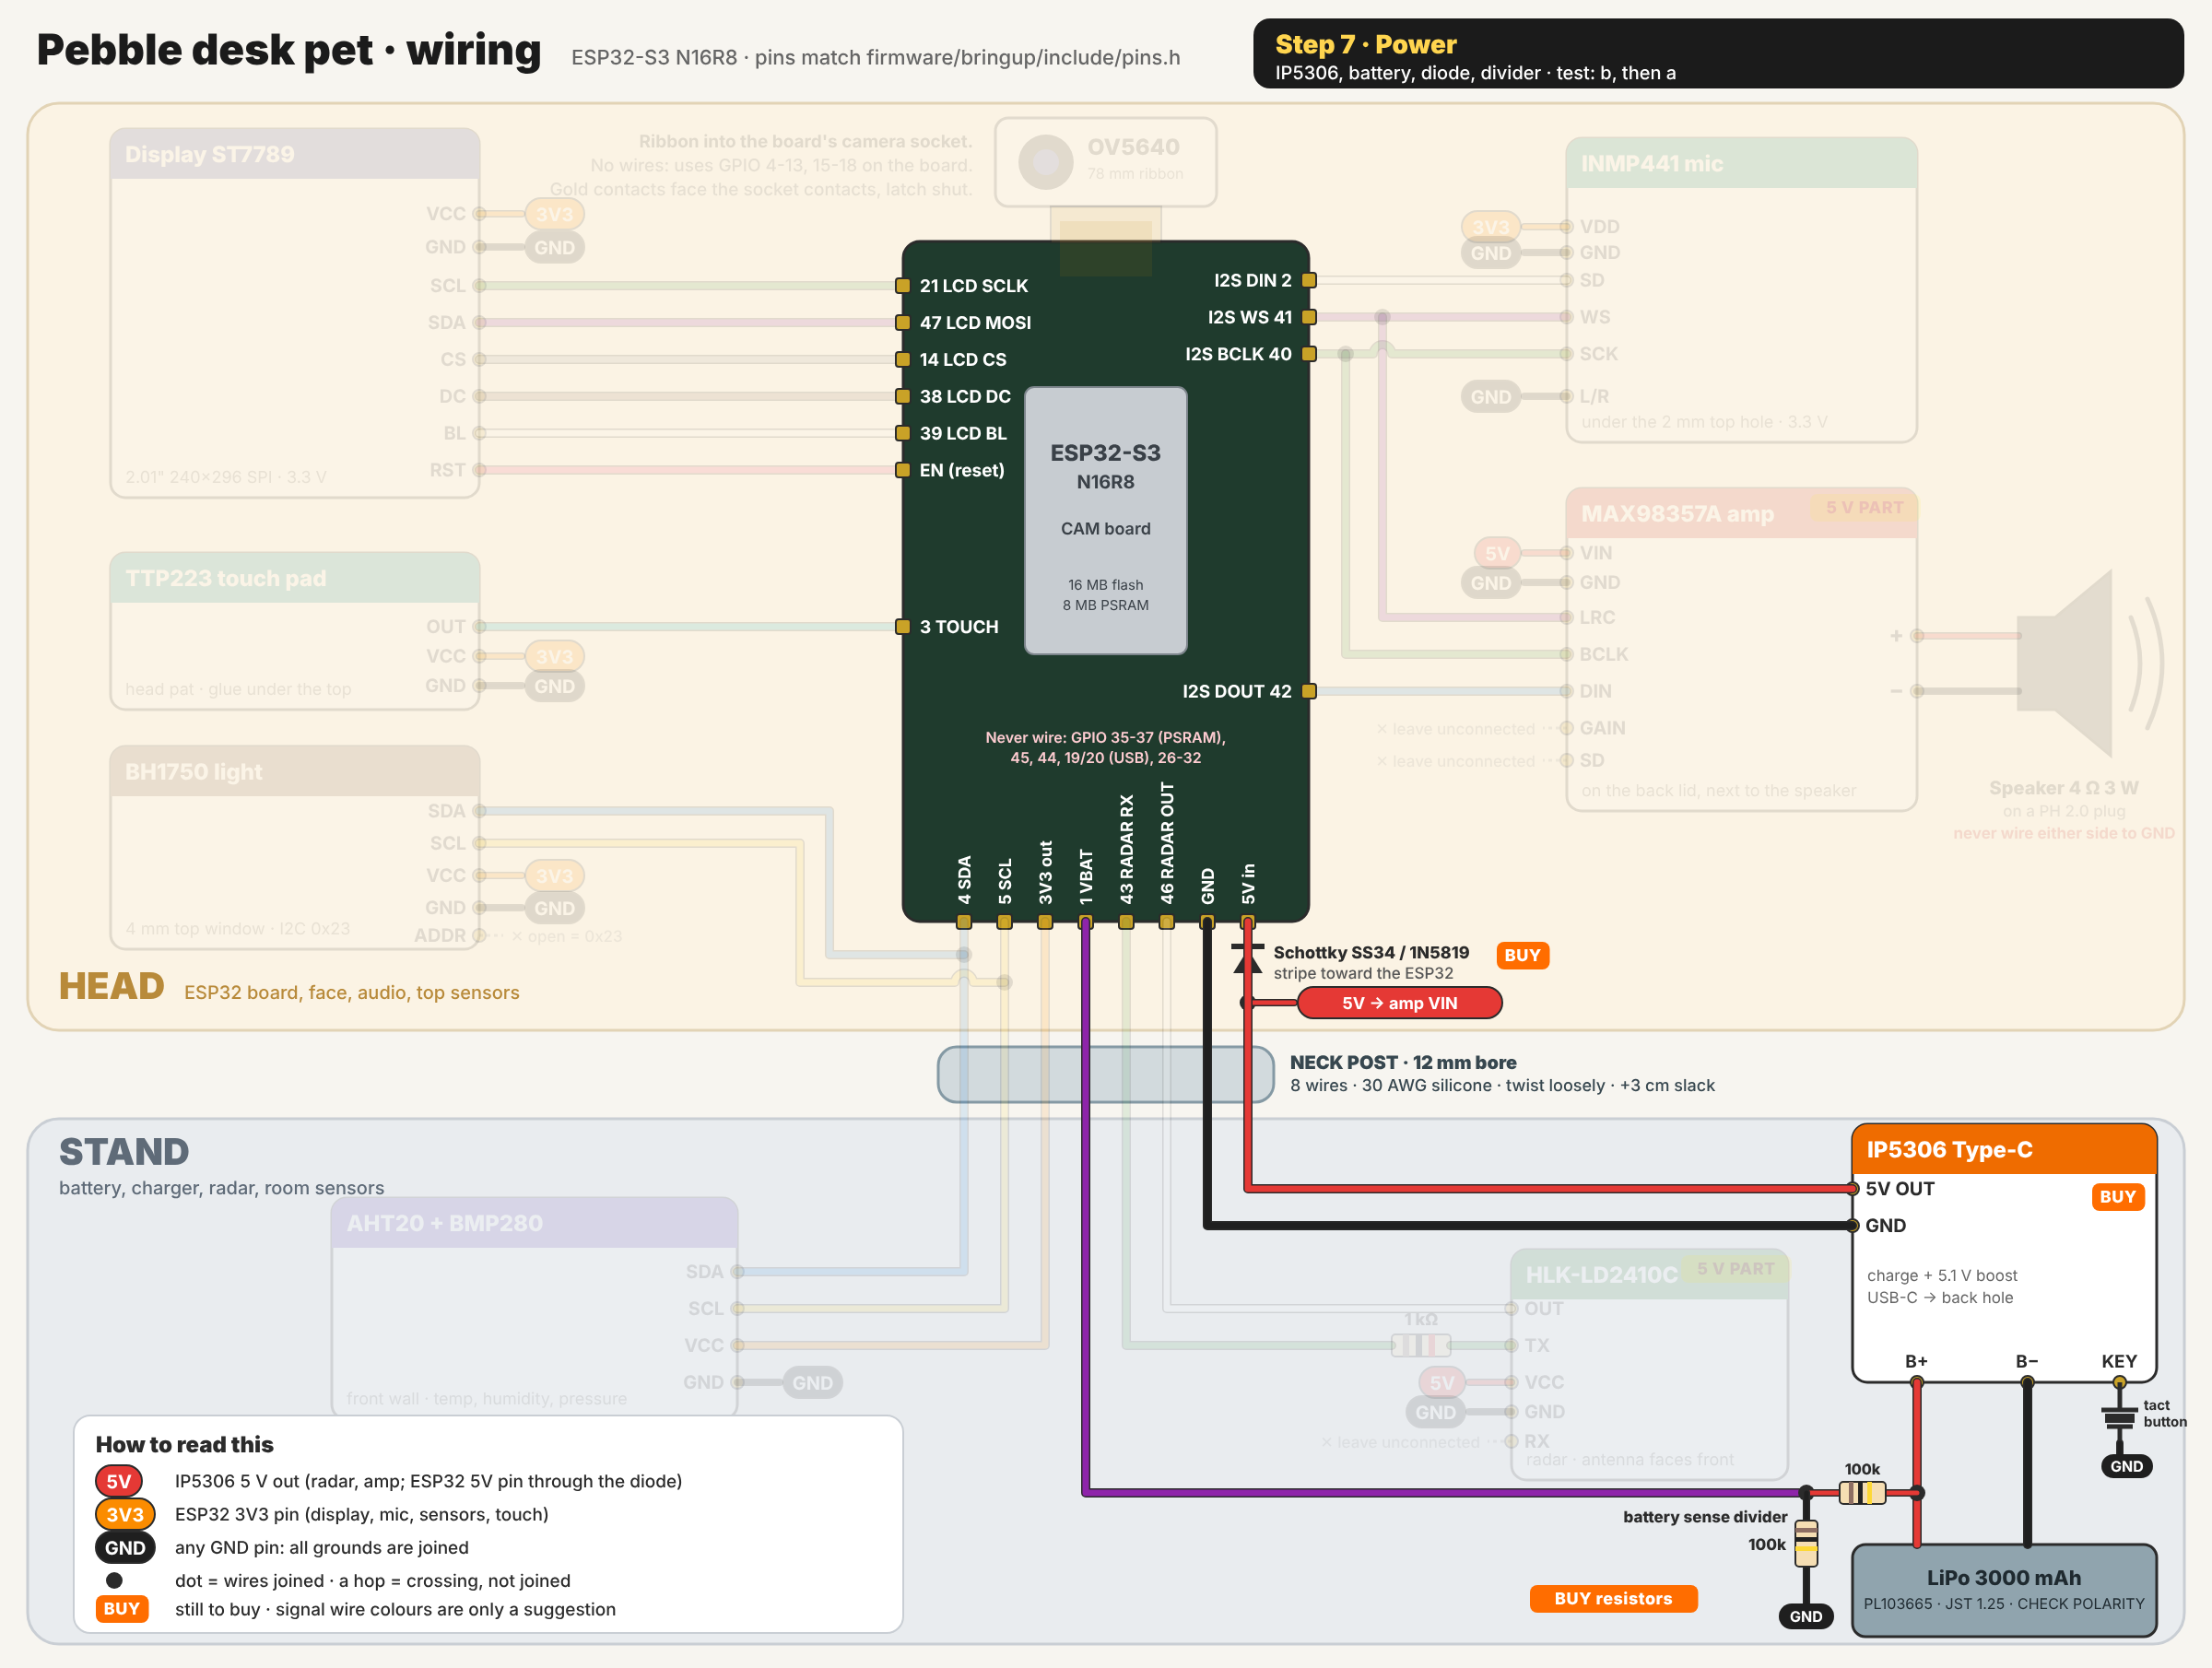 Pebble desk pet · wiring
ESP32-S3 N16R8 · pins match firmware/bringup/include/pins.h
Step 7 · Power
IP5306, battery, diode, divider · test: b, then a
Display ST7789
VCC
3V3
GND
GND
SCL
SDA
CS
DC
BL
RST
2.01" 240×296 SPI · 3.3 V
Ribbon into the board's camera socket.
No wires: uses GPIO 4-13, 15-18 on the board.
Gold contacts face the socket contacts, latch shut.
OV5640
78 mm ribbon
INMP441 mic
3V3
VDD
GND
GND
SD
WS
SCK
GND
L/R
under the 2 mm top hole · 3.3 V
21 LCD SCLK
47 LCD MOSI
14 LCD CS
38 LCD DC
39 LCD BL
EN (reset)
3 TOUCH
I2S DIN 2
I2S WS 41
I2S BCLK 40
I2S DOUT 42
ESP32-S3
N16R8
CAM board
16 MB flash
8 MB PSRAM
Never wire: GPIO 35-37 (PSRAM),
45, 44, 19/20 (USB), 26-32
4 SDA
5 SCL
3V3 out
1 VBAT
43 RADAR RX
46 RADAR OUT
GND
5V in
MAX98357A amp
5 V PART
5V
VIN
GND
GND
LRC
BCLK
DIN
× leave unconnected
GAIN
× leave unconnected
SD
on the back lid, next to the speaker
+
−
Speaker 4 Ω 3 W
on a PH 2.0 plug
never wire either side to GND
TTP223 touch pad
OUT
VCC
3V3
GND
GND
head pat · glue under the top
BH1750 light
SDA
SCL
VCC
3V3
GND
GND
ADDR
× open = 0x23
4 mm top window · I2C 0x23
HEAD
ESP32 board, face, audio, top sensors
Schottky SS34 / 1N5819
stripe toward the ESP32
BUY
5V → amp VIN
NECK POST · 12 mm bore
8 wires · 30 AWG silicone · twist loosely · +3 cm slack
STAND
battery, charger, radar, room sensors
AHT20 + BMP280
SDA
SCL
VCC
GND
GND
front wall · temp, humidity, pressure
HLK-LD2410C
5 V PART
OUT
1 kΩ
TX
5V
VCC
GND
GND
× leave unconnected
RX
radar · antenna faces front
IP5306 Type-C
5V OUT
BUY
GND
charge + 5.1 V boost
USB-C → back hole
B+
B−
KEY
tact
button
GND
100k
battery sense divider
100k
BUY resistors
GND
LiPo 3000 mAh
PL103665 · JST 1.25 · CHECK POLARITY
How to read this
5V
IP5306 5 V out (radar, amp; ESP32 5V pin through the diode)
3V3
ESP32 3V3 pin (display, mic, sensors, touch)
GND
any GND pin: all grounds are joined
dot = wires joined · a hop = crossing, not joined
BUY
still to buy · signal wire colours are only a suggestion